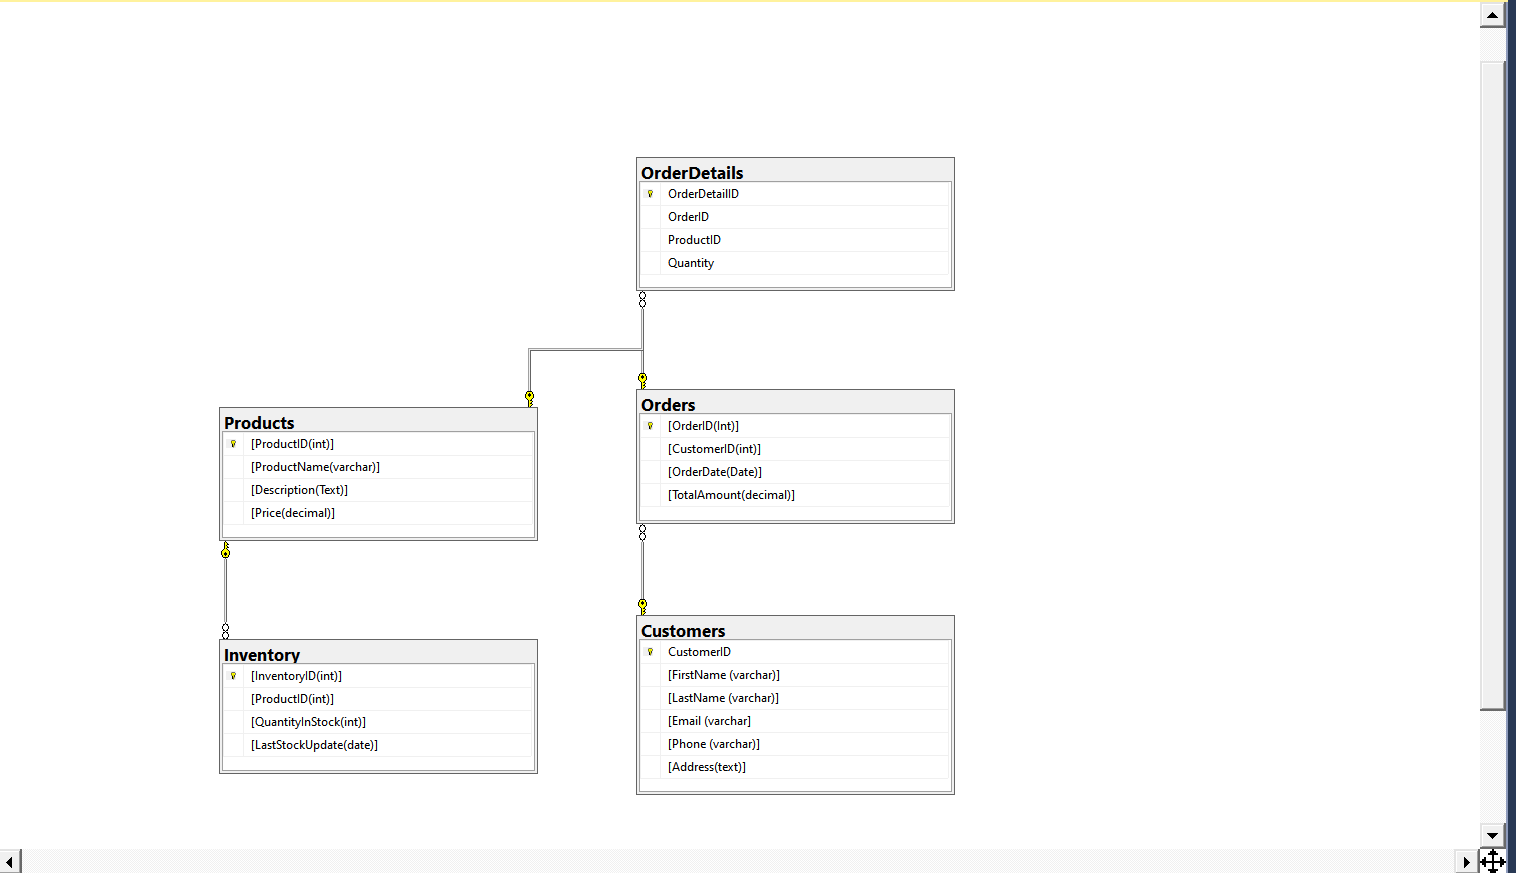 OrderDetails
OrderDetailID
OrderID
ProductID
Quantity
Products
[ProductID(int)]
[ProductName(varchar)]
[Description(Text)]
[Price(decimal)]
Orders
[OrderID(Int)]
[CustomerID(int)]
[OrderDate(Date)]
[TotalAmount(decimal)]
Inventory
[InventoryID(int)]
[ProductID(int)]
[QuantityInStock(int)]
[LastStockUpdate(date)]
Customers
CustomerID
[FirstName (varchar)]
[LastName (varchar)]
[Email (varchar]
[Phone (varchar)]
[Address(text)]